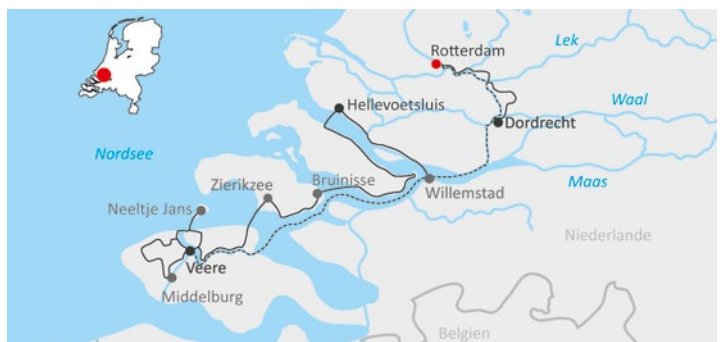 Rotterdam
Lek
Hellevoetsluis
Waal
Dordrecht
Nordsee
Zierikzee
Bruinisse
Willemstad
Maas
Neeltje Jans
Niederlande
Veere
Middelburg
Belgien